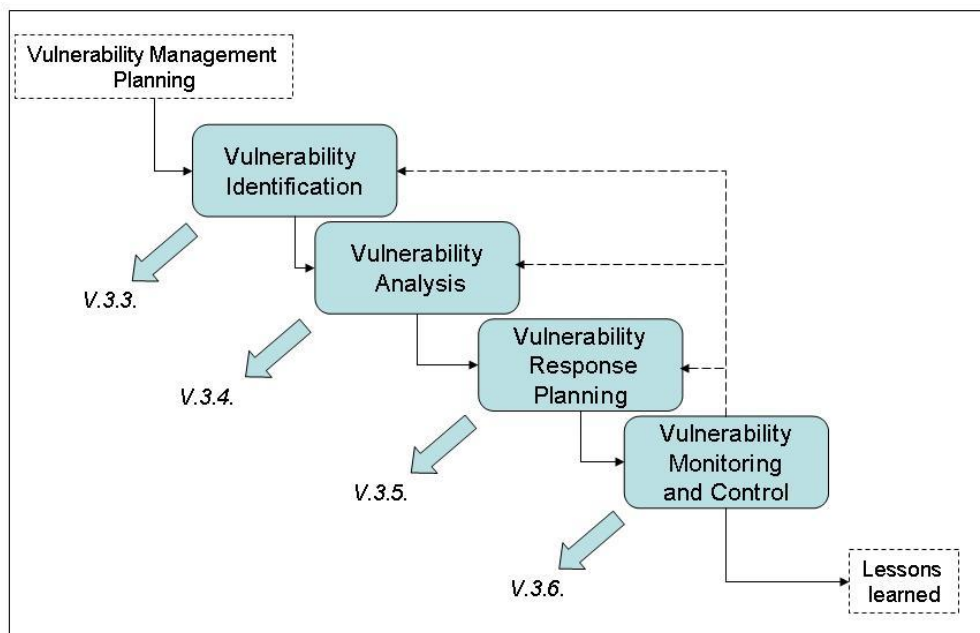 Vulnerability Management
Planning
Vulnerability
Identification
V.3.3.
Vulnerability
Analysis
V.3.4.
Vulnerability
Response
Planning
V.3.5.
Vulnerability
Monitoring
and Control
V.3.6.
Lessons
learned